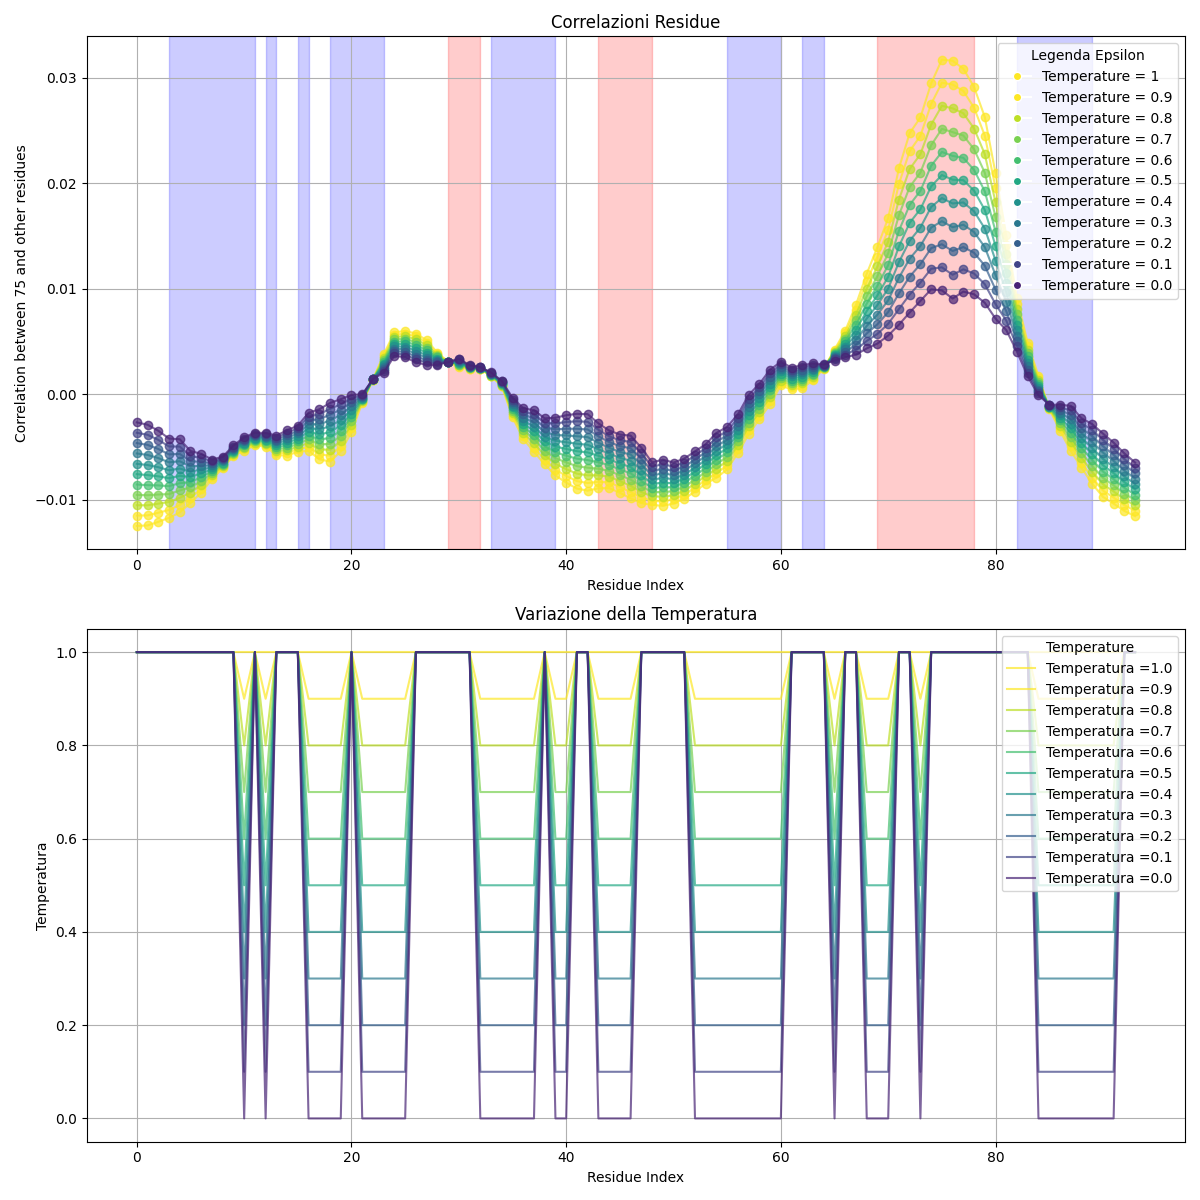 Correlazioni Residue
Correlation between 75 and other residues
0.03
0.02
0.01
0.00
−0.01
Legenda Epsilon
Temperature = 1
Temperature = 0.9
Temperature = 0.8
Temperature = 0.7
Temperature = 0.6
Temperature = 0.5
Temperature = 0.4
Temperature = 0.3
Temperature = 0.2
Temperature = 0.1
Temperature = 0.0
0 20 40 60 80
Residue Index
Variazione della Temperatura
Temperatura
1.0
0.8
0.6
0.4
0.2
0.0
Temperature
Temperatura =1.0
Temperatura =0.9
Temperatura =0.8
Temperatura =0.7
Temperatura =0.6
Temperatura =0.5
Temperatura =0.4
Temperatura =0.3
Temperatura =0.2
Temperatura =0.1
Temperatura =0.0
0 20 40 60 80
Residue Index